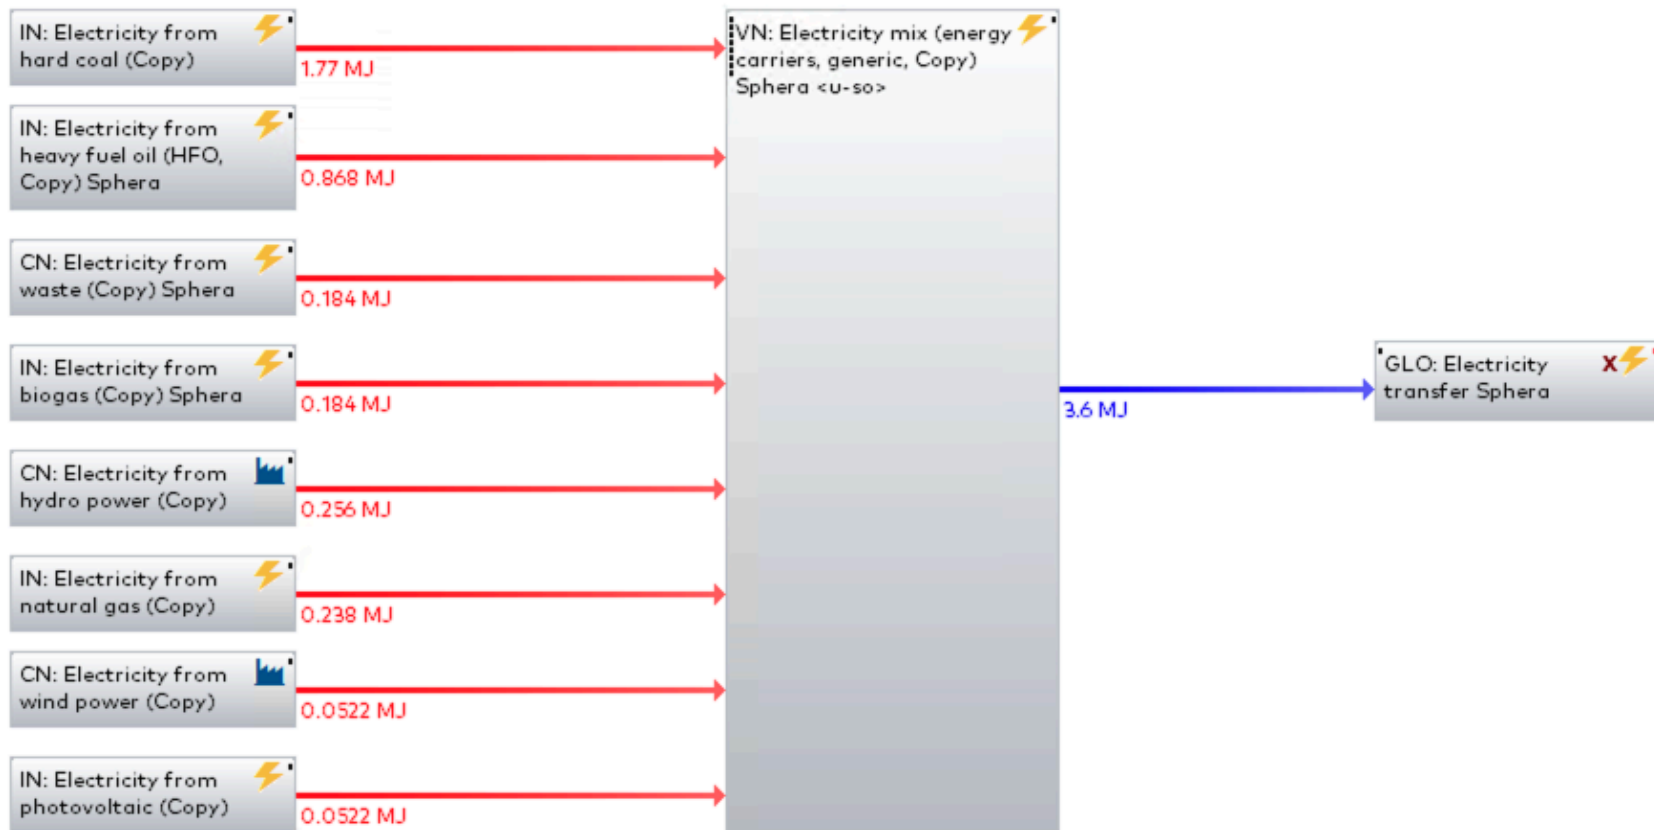 IN: Electricity from
hard coal (Copy)
1.77 MJ
IN: Electricity from
heavy fuel oil (HFO,
Copy) Sphera
0.868 MJ
CN: Electricity from
waste (Copy) Sphera
0.184 MJ
IN: Electricity from
biogas (Copy) Sphera
0.184 MJ
CN: Electricity from
hydro power (Copy)
0.256 MJ
IN: Electricity from
natural gas (Copy)
0.238 MJ
CN: Electricity from
wind power (Copy)
0.0522 MJ
IN: Electricity from
photovoltaic (Copy)
0.0522 MJ
VN: Electricity mix (energy
carriers, generic, Copy)
Sphera <u-so>
3.6 MJ
GLO: Electricity
transfer Sphera
X